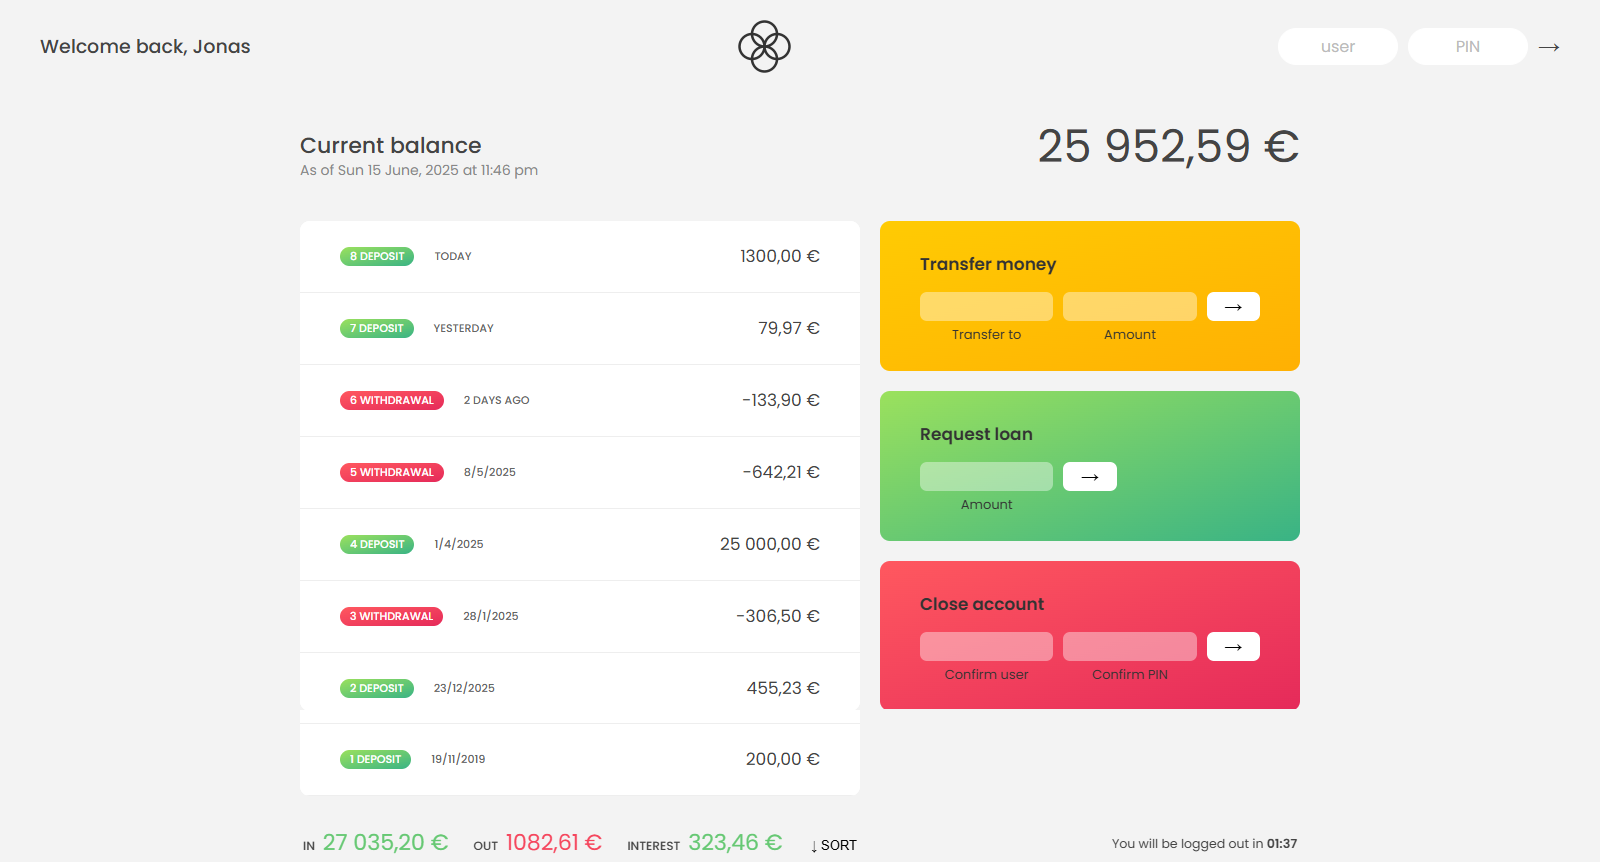 Welcome back, Jonas
user
PIN
→
Current balance
As of Sun 15 June, 2025 at 11:46 pm
25 952,59 €
8 DEPOSIT TODAY 1300,00 €
7 DEPOSIT YESTERDAY 79,97 €
6 WITHDRAWAL 2 DAYS AGO -133,90 €
5 WITHDRAWAL 8/5/2025 -642,21 €
4 DEPOSIT 1/4/2025 25 000,00 €
3 WITHDRAWAL 28/1/2025 -306,50 €
2 DEPOSIT 23/12/2025 455,23 €
1 DEPOSIT 19/11/2019 200,00 €
Transfer money
→
Transfer to Amount
Request loan
→
Amount
Close account
→
Confirm user Confirm PIN
IN 27 035,20 € OUT 1082,61 € INTEREST 323,46 € ↓ SORT
You will be logged out in 01:37